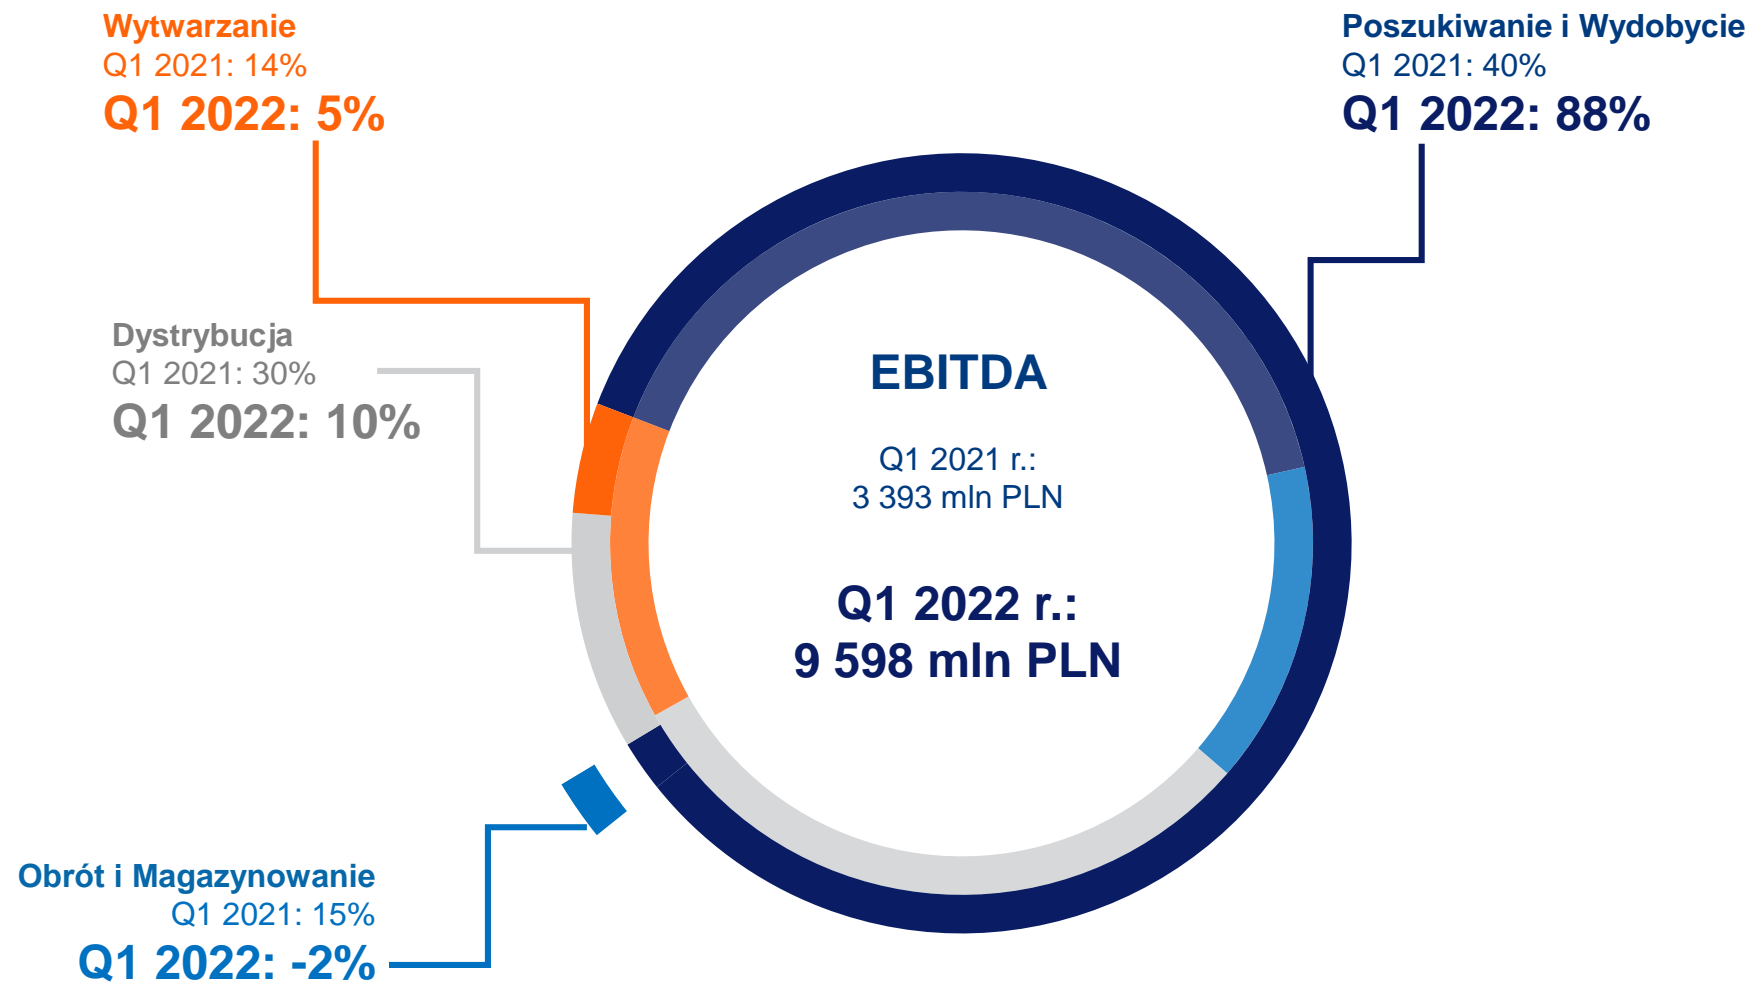 Wytwarzanie
Q1 2021: 14%
Q1 2022: 5%
Poszukiwanie i Wydobycie
Q1 2021: 40%
Q1 2022: 88%
Dystrybucja
Q1 2021: 30%
Q1 2022: 10%
EBITDA
Q1 2021 r.:
3 393 mln PLN
Q1 2022 r.:
9 598 mln PLN
Obrót i Magazynowanie
Q1 2021: 15%
Q1 2022: -2%